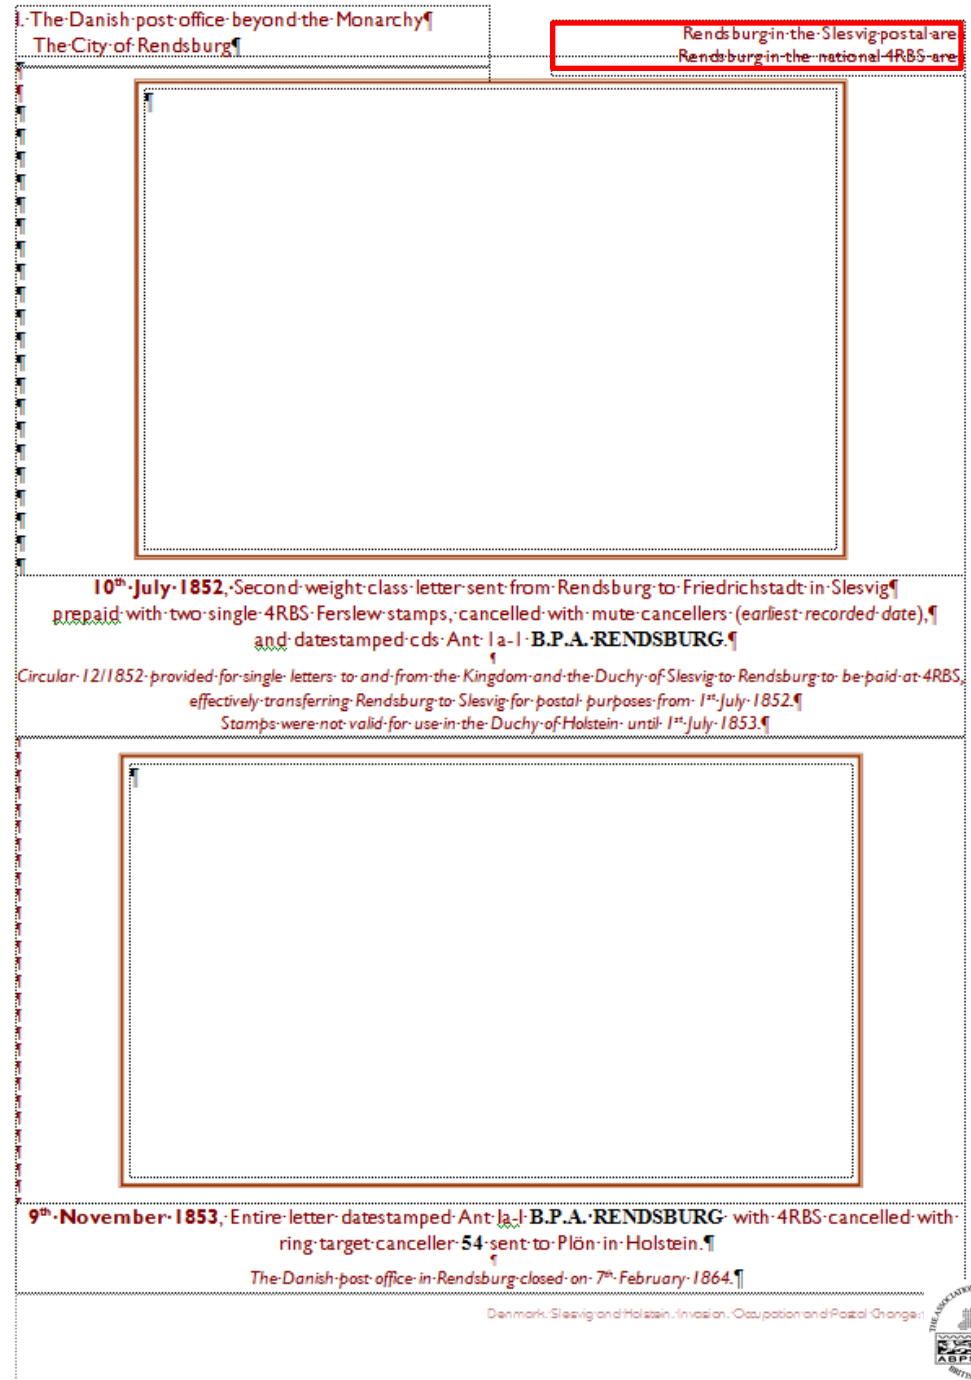 I. The Danish post office beyond the Monarchy¶
The City of Rendsburg¶
Rendsburg in the Slesvig postal are
Rendsburg in the national 4RBS are
10th July 1852, Second weight class letter sent from Rendsburg to Friedrichstadt in Slesvig¶
prepaid with two single 4RBS Ferslew stamps, cancelled with mute cancellers (earliest recorded date),¶
and datestamped cds Ant 1a-1 B.P.A. RENDSBURG.¶
Circular 12/1852 provided for single letters to and from the Kingdom and the Duchy of Slesvig to Rendsburg to be paid at 4RBS,
effectively transferring Rendsburg to Slesvig for postal purposes from 1st July 1852.¶
Stamps were not valid for use in the Duchy of Holstein until 1st July 1853.¶
9th November 1853, Entire letter datestamped Ant Ia-I B.P.A. RENDSBURG with 4RBS cancelled with
ring target canceller 54 sent to Plön in Holstein.¶
The Danish post office in Rendsburg closed on 7th February 1864.¶
Denmark, Slesvig and Holstein, Invasion, Occupation and Postal Change
THE ASSOCIATION
ABPS
BRITI